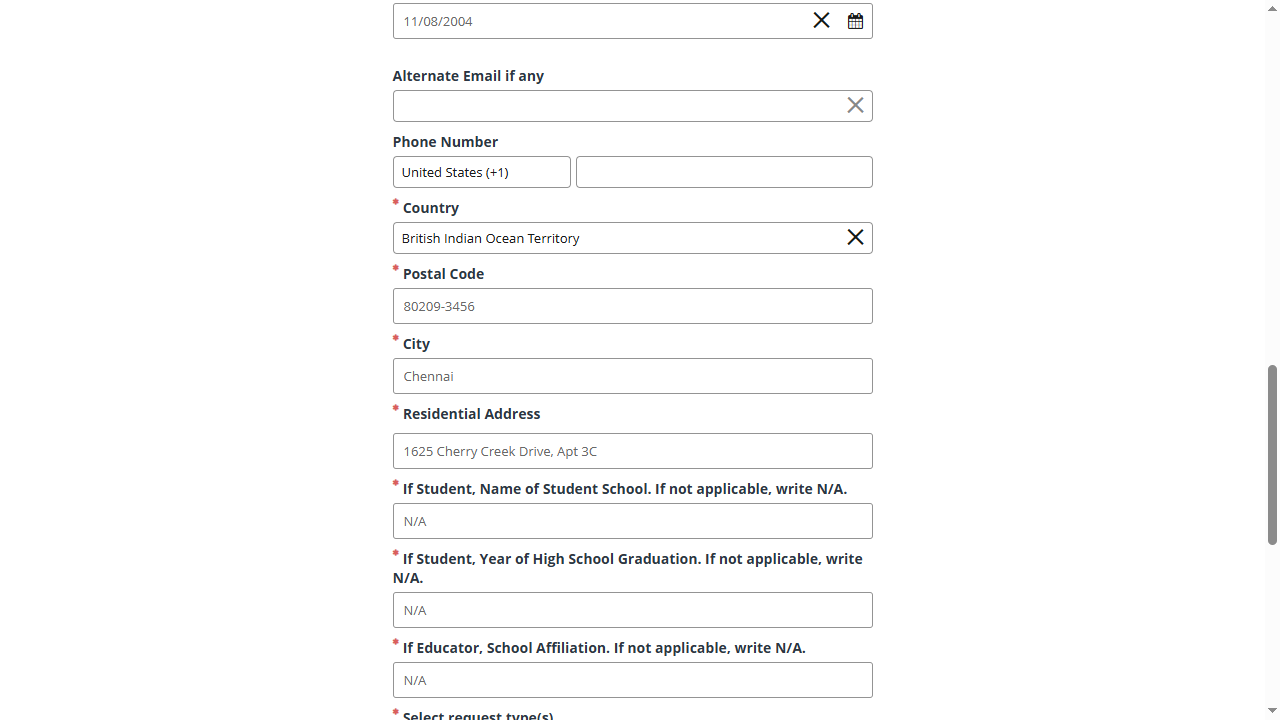 11/08/2004
Alternate Email if any
Phone Number
United States (+1)
* Country
British Indian Ocean Territory
* Postal Code
80209-3456
* City
Chennai
* Residential Address
1625 Cherry Creek Drive, Apt 3C
* If Student, Name of Student School. If not applicable, write N/A.
N/A
* If Student, Year of High School Graduation. If not applicable, write
N/A.
N/A
* If Educator, School Affiliation. If not applicable, write N/A.
N/A
* Select request type(s)